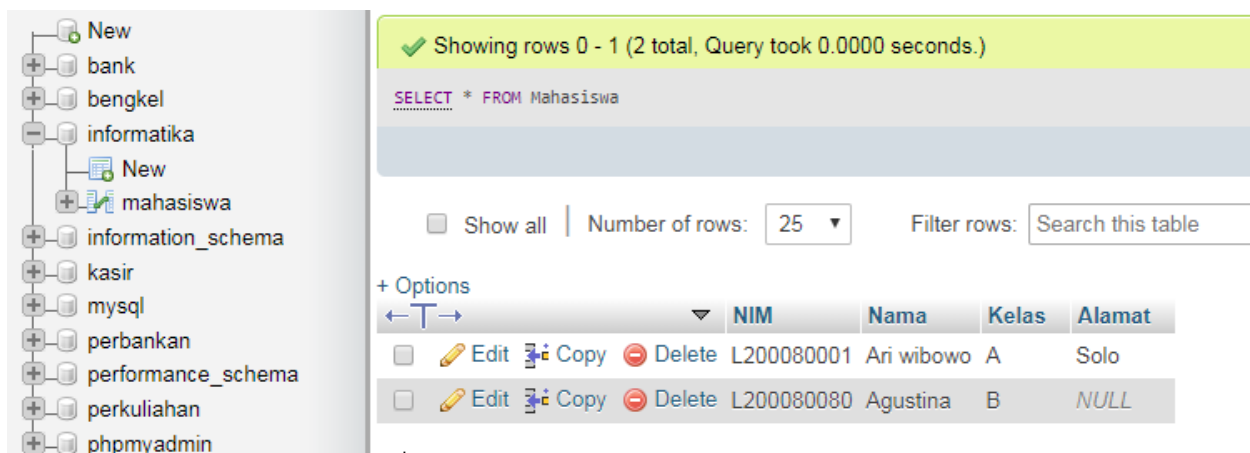 New
bank
bengkel
informatika
New
mahasiswa
information_schema
kasir
mysql
perbankan
performance_schema
perkuliahan
phpmyadmin
Showing rows 0 - 1 (2 total, Query took 0.0000 seconds.)
SELECT * FROM Mahasiswa
Show all Number of rows: 25 Filter rows: Search this table
+ Options
NIM Nama Kelas Alamat
Edit Copy Delete L200080001 Ari wibowo A Solo
Edit Copy Delete L200080080 Agustina B NULL